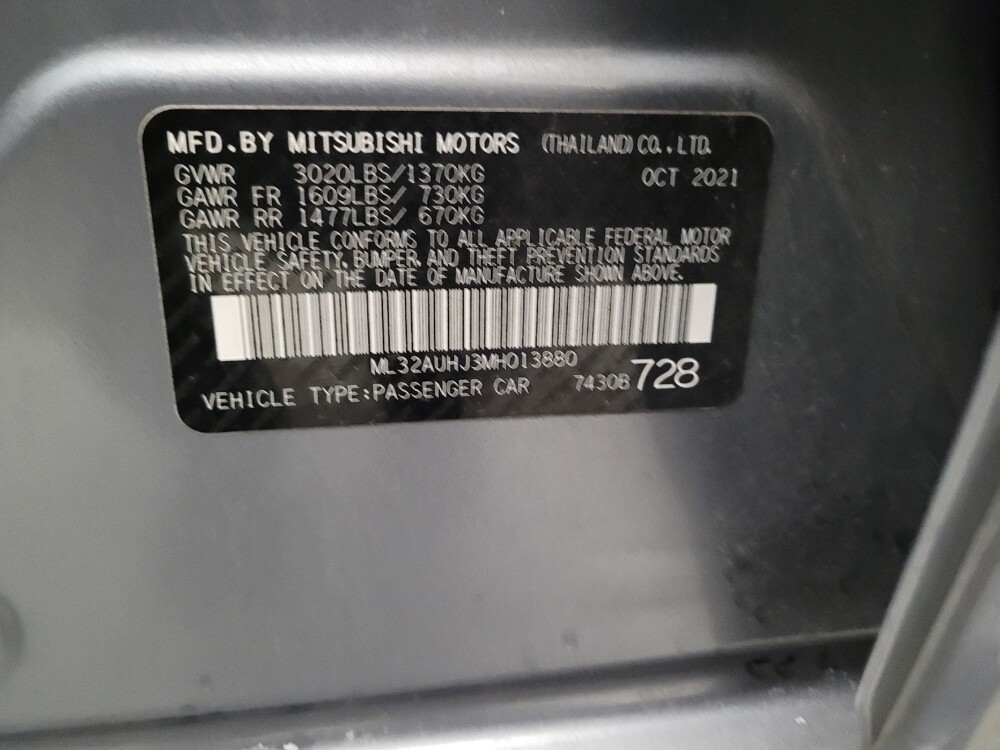 MFD.BY MITSUBISHI MOTORS (THAILAND)CO.,LTD.
GVWR 3020LBS/1370KG OCT 2021
GAWR FR 1609LBS/ 730KG
GAWR RR 1477LBS/ 670KG
THIS VEHICLE CONFORMS TO ALL APPLICABLE FEDERAL MOTOR
VEHICLE SAFETY, BUMPER, AND THEFT PREVENTION STANDARDS
IN EFFECT ON THE DATE OF MANUFACTURE SHOWN ABOVE.
ML32AUHJ3MH013880
VEHICLE TYPE:PASSENGER CAR 7430B 728